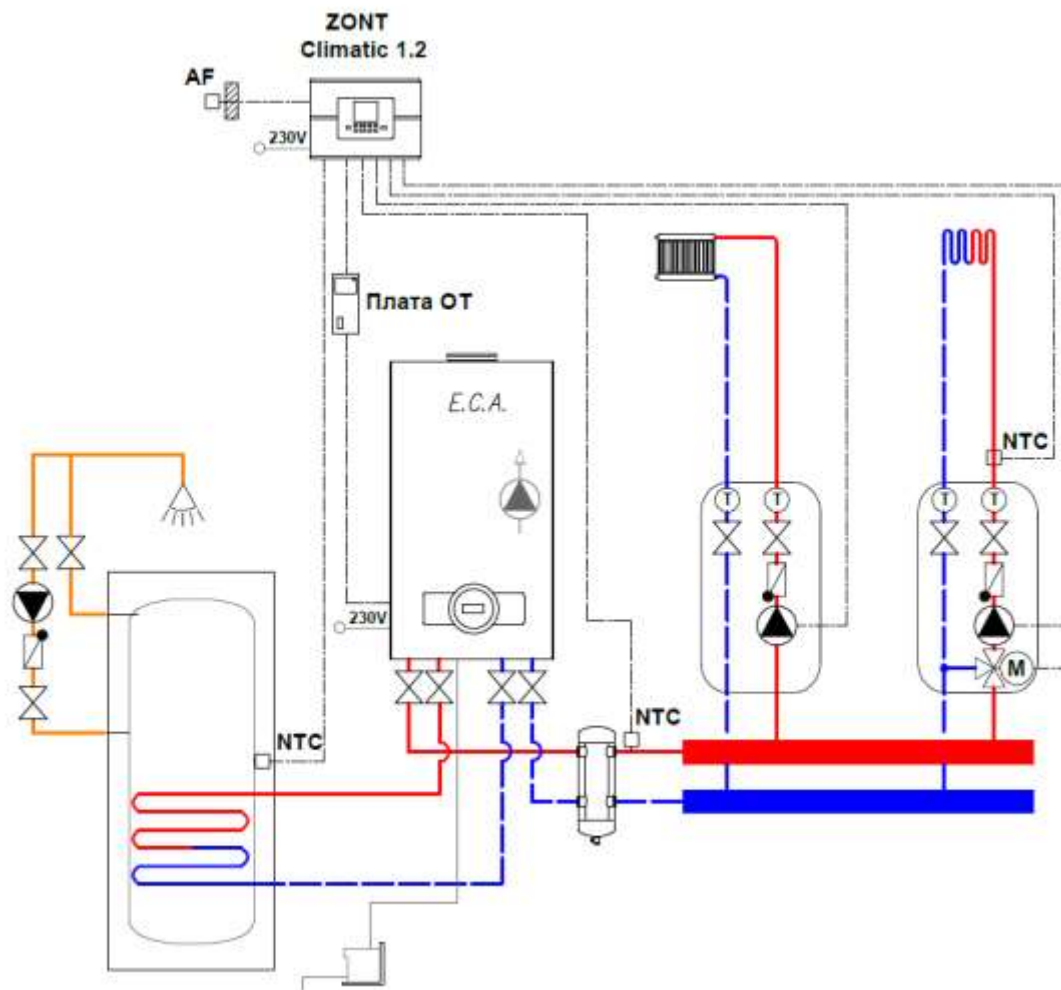 ZONT
Climatic 1.2
AF
230V
Плата ОТ
E.C.A.
NTC
T
T
T
T
230V
M
NTC
NTC